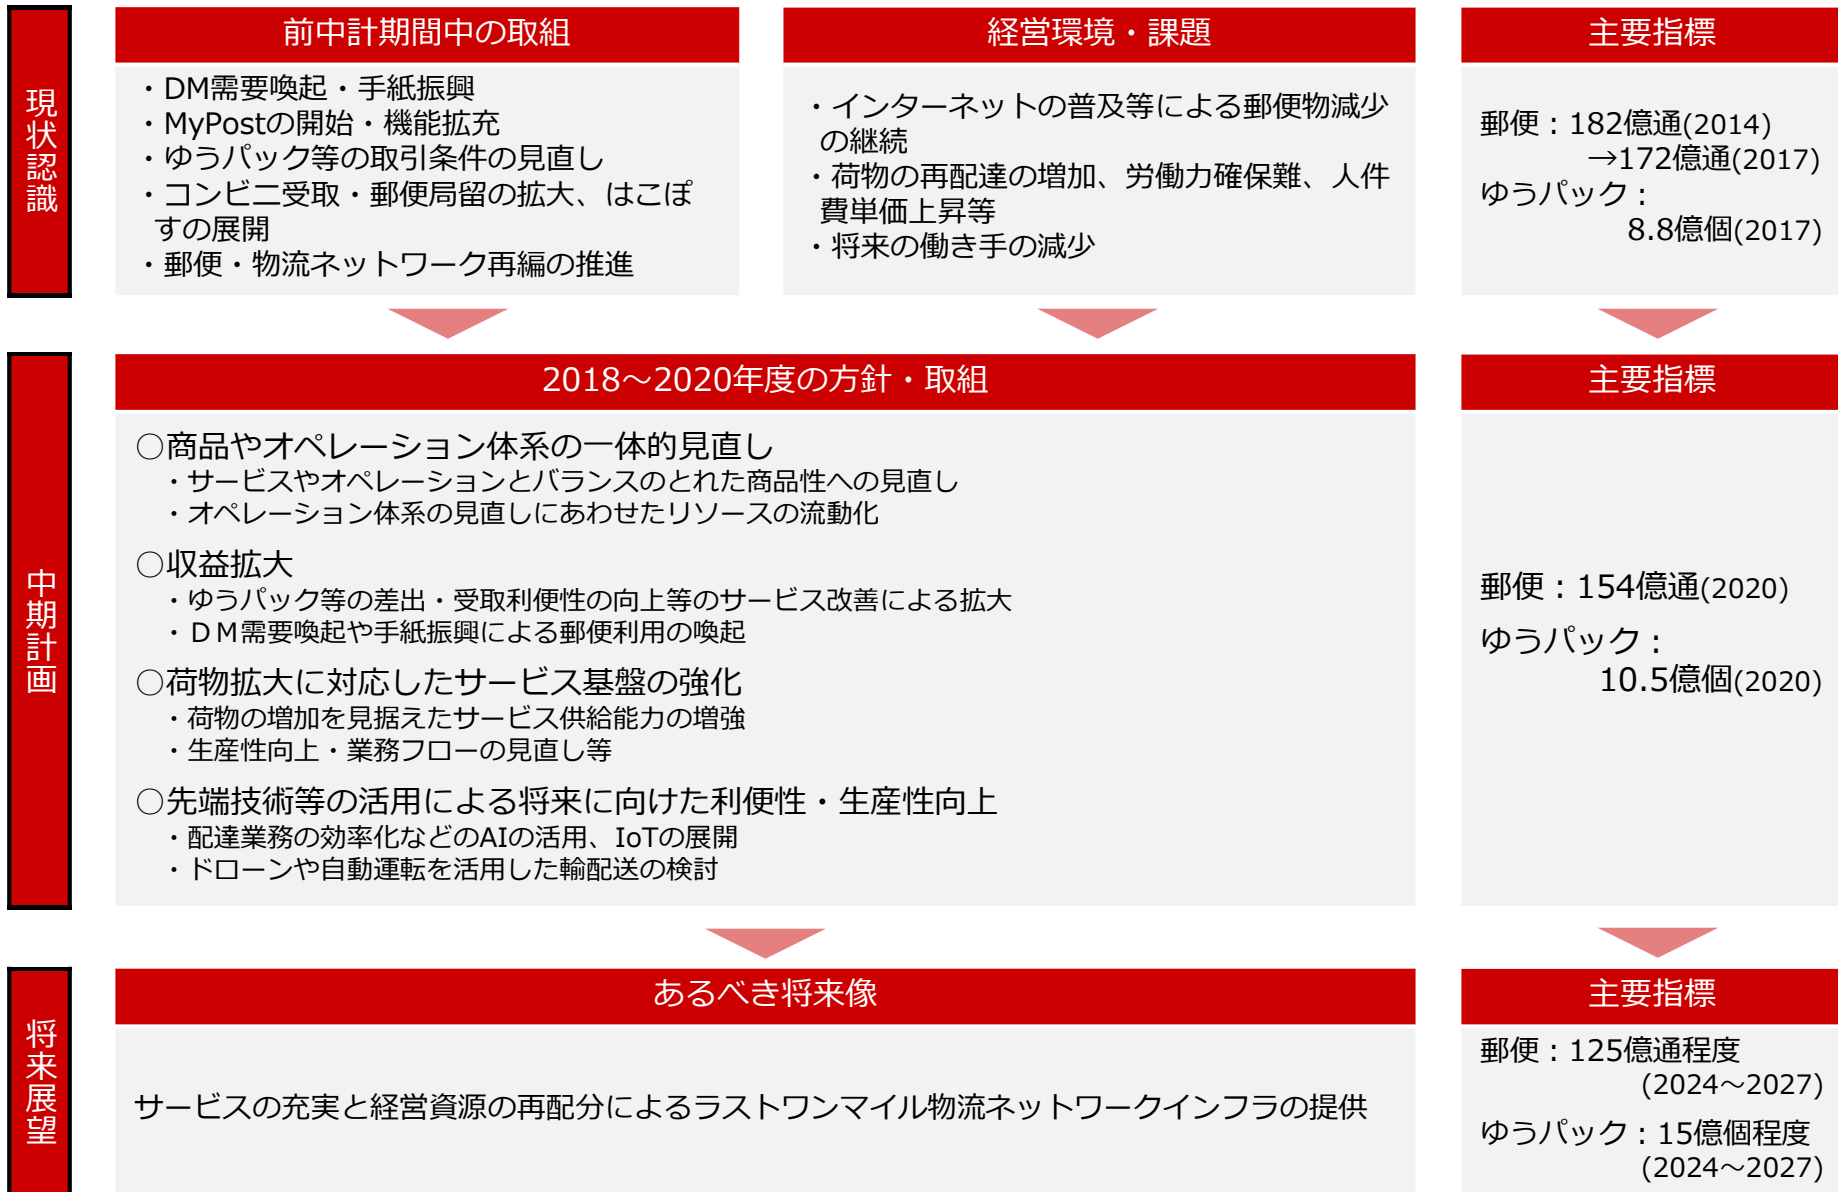 現状認識
前中計期間中の取組
・DM需要喚起・手紙振興
・MyPostの開始・機能拡充
・ゆうパック等の取引条件の見直し
・コンビニ受取・郵便局留の拡大、はこぽ
すの展開
・郵便・物流ネットワーク再編の推進
経営環境・課題
・インターネットの普及等による郵便物減少
の継続
・荷物の再配達の増加、労働力確保難、人件
費単価上昇等
・将来の働き手の減少
主要指標
郵便：182億通(2014)
→172億通(2017)
ゆうパック：
8.8億個(2017)
中期計画
2018～2020年度の方針・取組
○商品やオペレーション体系の一体的見直し
・サービスやオペレーションとバランスのとれた商品性への見直し
・オペレーション体系の見直しにあわせたリソースの流動化
○収益拡大
・ゆうパック等の差出・受取利便性の向上等のサービス改善による拡大
・ＤＭ需要喚起や手紙振興による郵便利用の喚起
○荷物拡大に対応したサービス基盤の強化
・荷物の増加を見据えたサービス供給能力の増強
・生産性向上・業務フローの見直し等
○先端技術等の活用による将来に向けた利便性・生産性向上
・配達業務の効率化などのAIの活用、IoTの展開
・ドローンや自動運転を活用した輸配送の検討
主要指標
郵便：154億通(2020)
ゆうパック：
10.5億個(2020)
将来展望
あるべき将来像
サービスの充実と経営資源の再配分によるラストワンマイル物流ネットワークインフラの提供
主要指標
郵便：125億通程度
(2024～2027)
ゆうパック：15億個程度
(2024～2027)